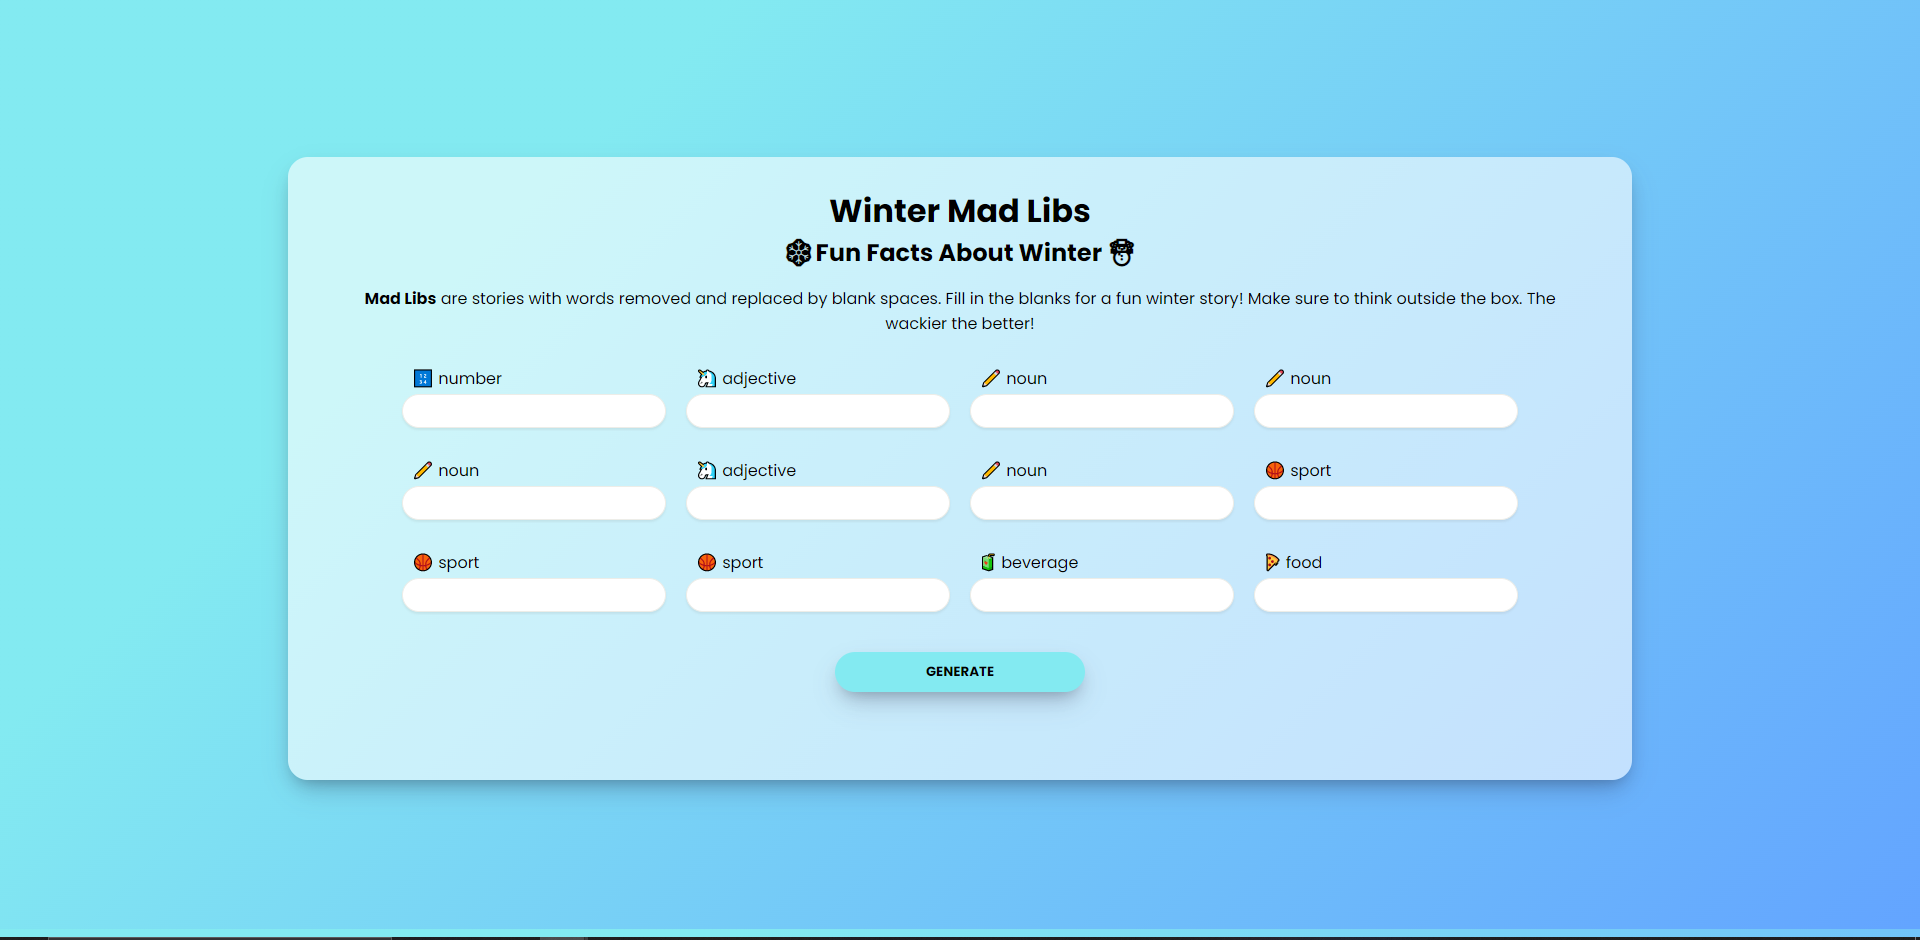 Winter Mad Libs
Fun Facts About Winter
Mad Libs are stories with words removed and replaced by blank spaces. Fill in the blanks for a fun winter story! Make sure to think outside the box. The
wackier the better!
number adjective noun noun
noun adjective noun sport
sport sport beverage food
GENERATE